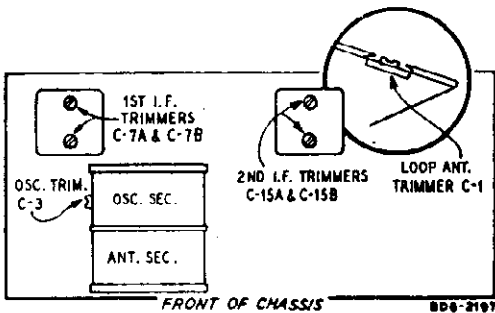 1ST I.F.
TRIMMERS
C-7A & C-7B
2ND I.F. TRIMMERS
C-15A & C-15B
LOOP ANT.
TRIMMER C-1
OSC. TRIM.
C-3
OSC. SEC.
ANT. SEC.
FRONT OF CHASSIS
BD6-2197